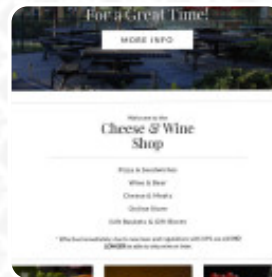 For a Great Time!
MORE INFO
Welcome to the
Cheese & Wine
Shop
Pizza & Sandwiches
Wine & Beer
Cheese & Meats
Online Store
Gift Baskets & Gift Boxes
LONGER